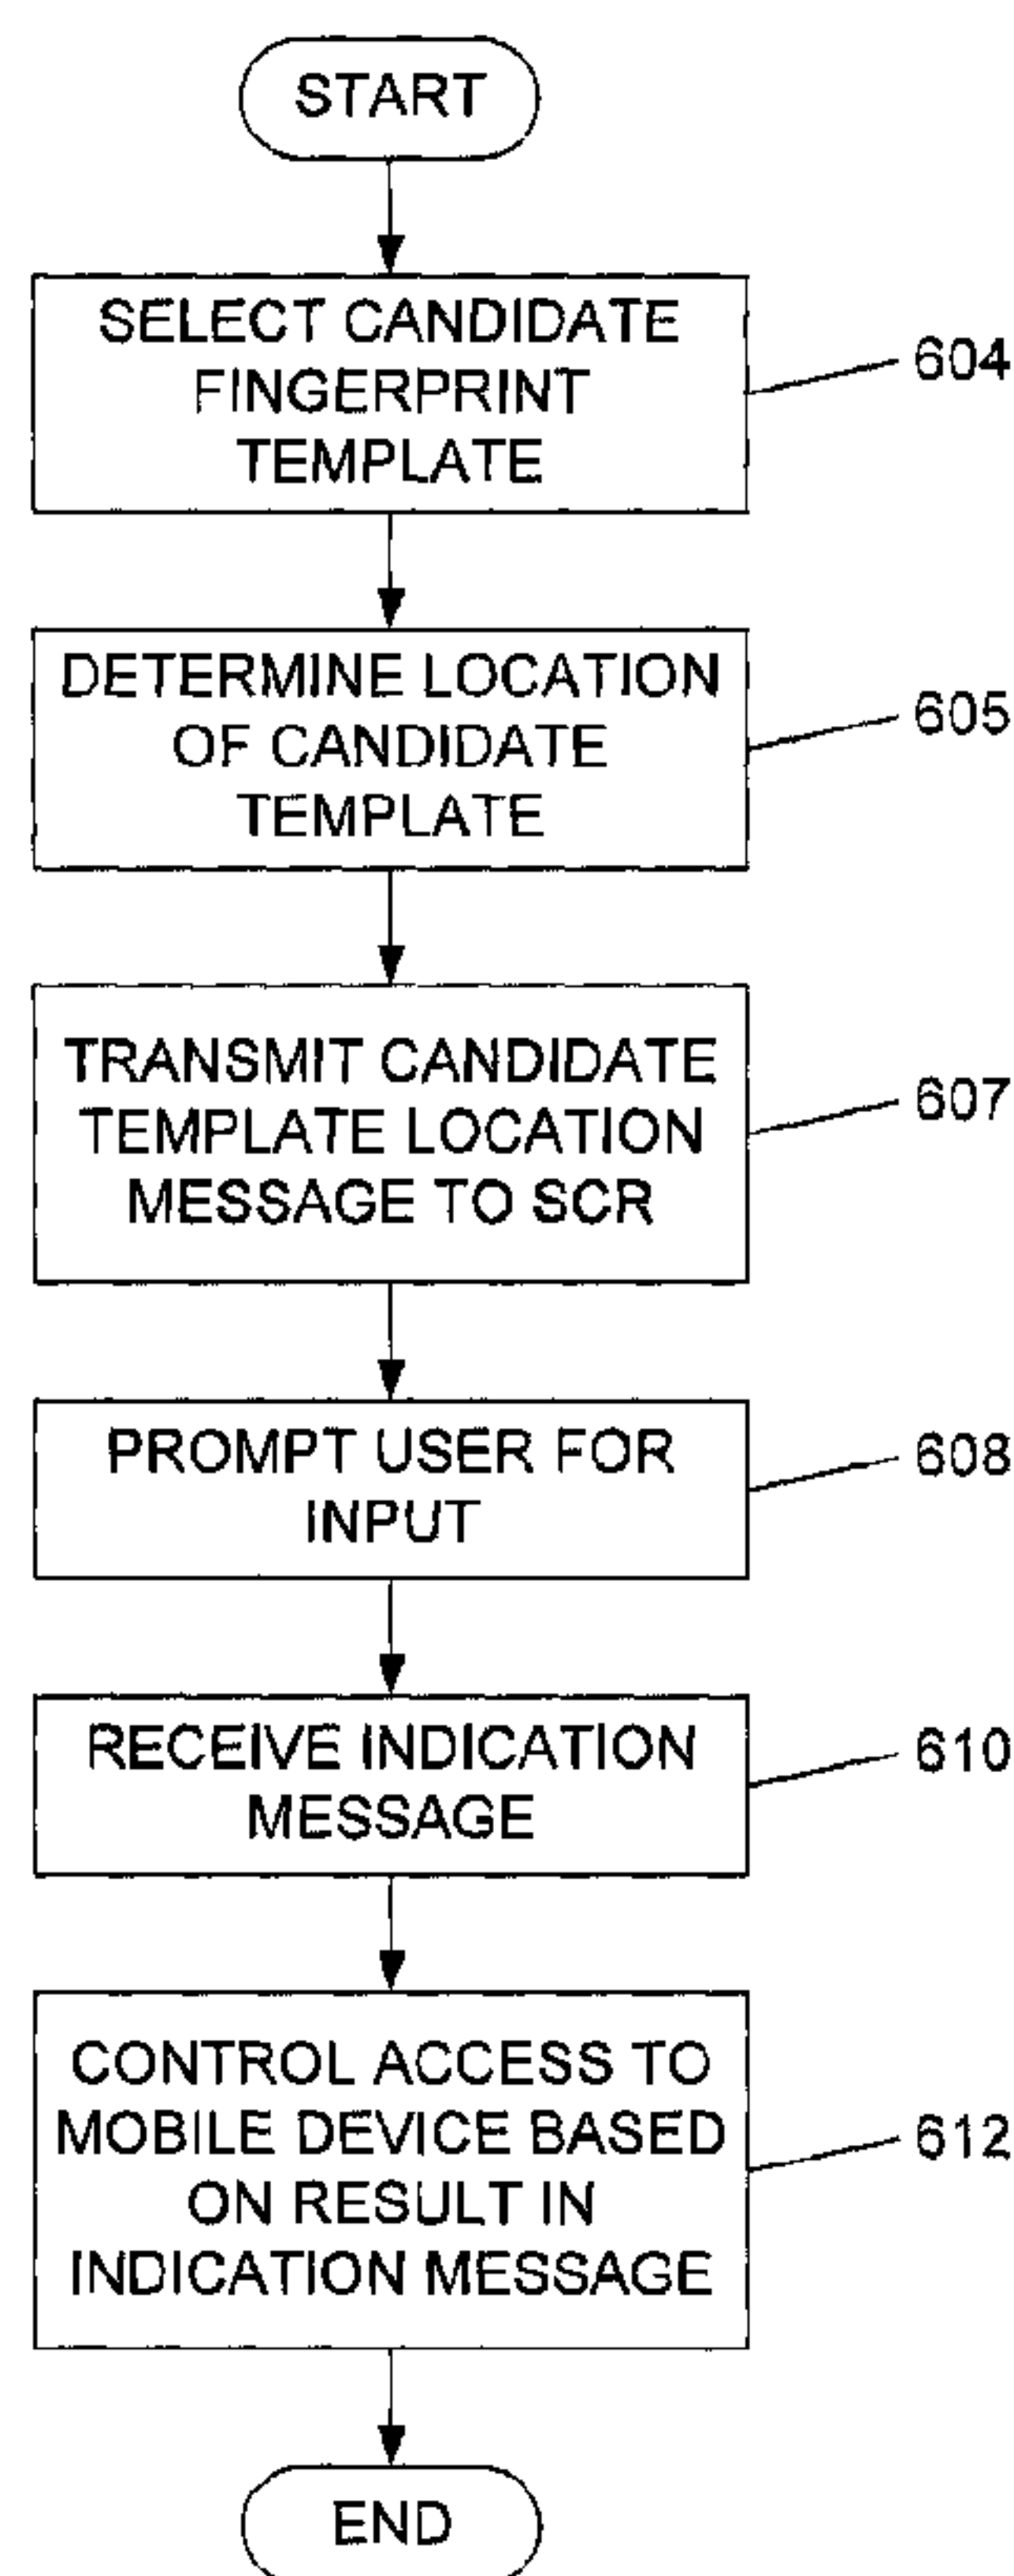 START
SELECT CANDIDATE
FINGERPRINT
TEMPLATE
604
DETERMINE LOCATION
OF CANDIDATE
TEMPLATE
605
TRANSMIT CANDIDATE
TEMPLATE LOCATION
MESSAGE TO SCR
607
PROMPT USER FOR
INPUT
608
RECEIVE INDICATION
MESSAGE
610
CONTROL ACCESS TO
MOBILE DEVICE BASED
ON RESULT IN
INDICATION MESSAGE
612
END